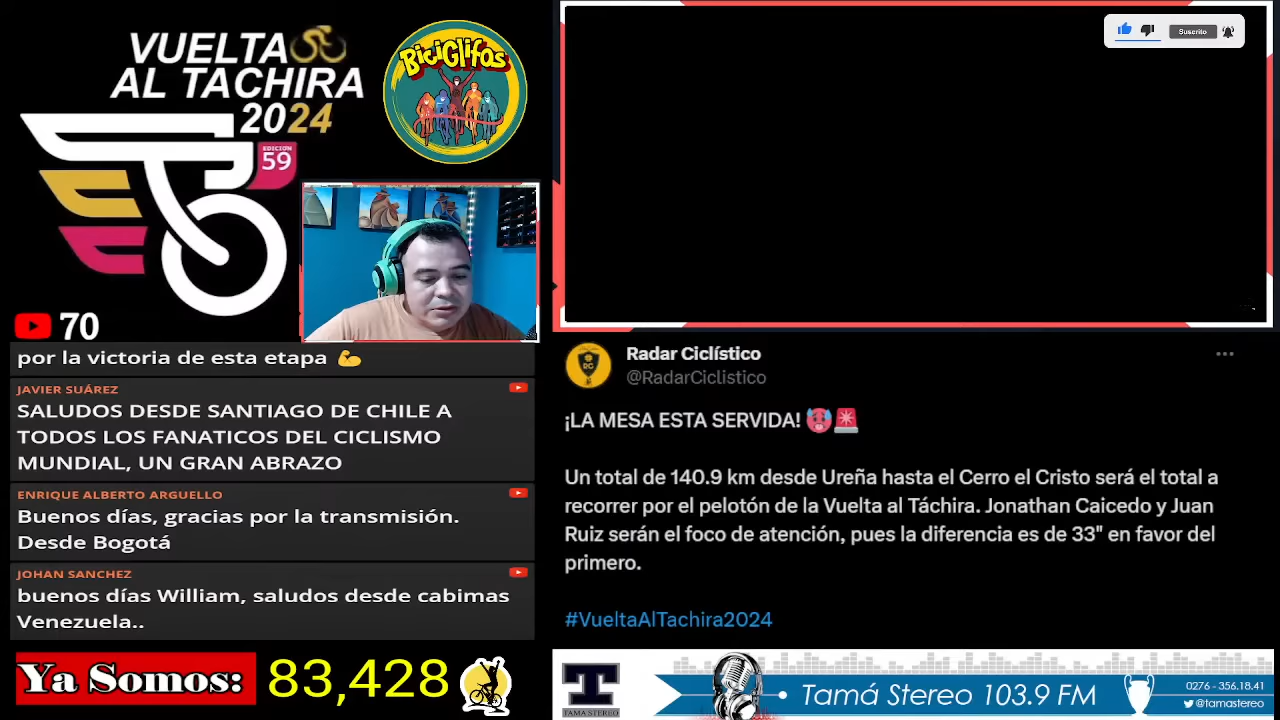 VUELTA
AL TACHIRA
2024
EDICION
59
BiciGlifos
Suscrito
70
por la victoria de esta etapa 💪
JAVIER SUÁREZ
SALUDOS DESDE SANTIAGO DE CHILE A
TODOS LOS FANATICOS DEL CICLISMO
MUNDIAL, UN GRAN ABRAZO
ENRIQUE ALBERTO ARGUELLO
Buenos días, gracias por la transmisión.
Desde Bogotá
JOHAN SANCHEZ
buenos días William, saludos desde cabimas
Venezuela..
Ya Somos: 83,428
Radar Ciclístico
@RadarCiclistico
¡LA MESA ESTA SERVIDA! 🥵🚨
Un total de 140.9 km desde Ureña hasta el Cerro el Cristo será el total a
recorrer por el pelotón de la Vuelta al Táchira. Jonathan Caicedo y Juan
Ruiz serán el foco de atención, pues la diferencia es de 33" en favor del
primero.
#VueltaAlTachira2024
T
TAMA STEREO
Tamá Stereo 103.9 FM
0276 - 356.18.41
@tamastereo